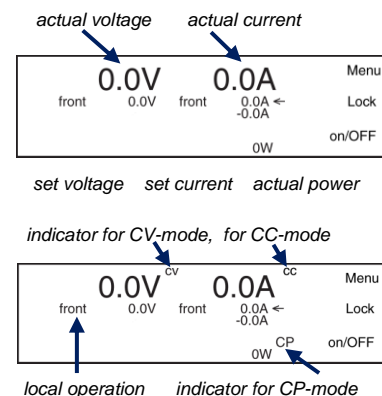 actual voltage actual current
0.0V 0.0A Menu
front 0.0V front 0.0A ← Lock
-0.0A
on/OFF
0W
set voltage set current actual power
indicator for CV-mode, for CC-mode
cv cc
0.0V 0.0A Menu
front 0.0V front 0.0A ← Lock
-0.0A
CP on/OFF
0W
local operation indicator for CP-mode